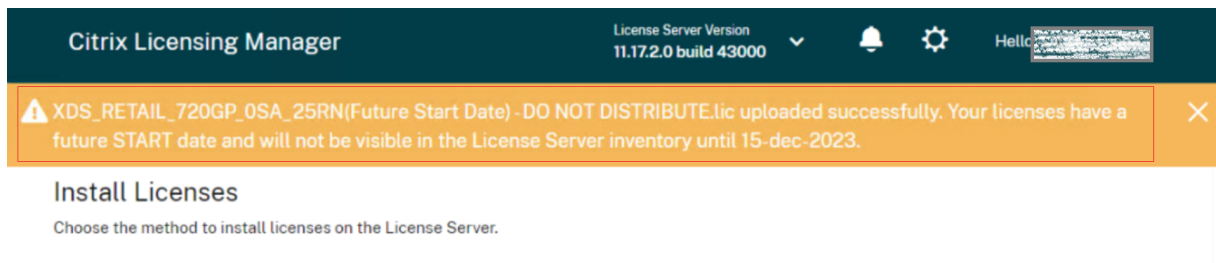 Citrix Licensing Manager
License Server Version
11.17.2.0 build 43000
Hello
XDS_RETAIL_720GP_0SA_25RN(Future Start Date) - DO NOT DISTRIBUTE.lic uploaded successfully. Your licenses have a
future START date and will not be visible in the License Server inventory until 15-dec-2023.
Install Licenses
Choose the method to install licenses on the License Server.